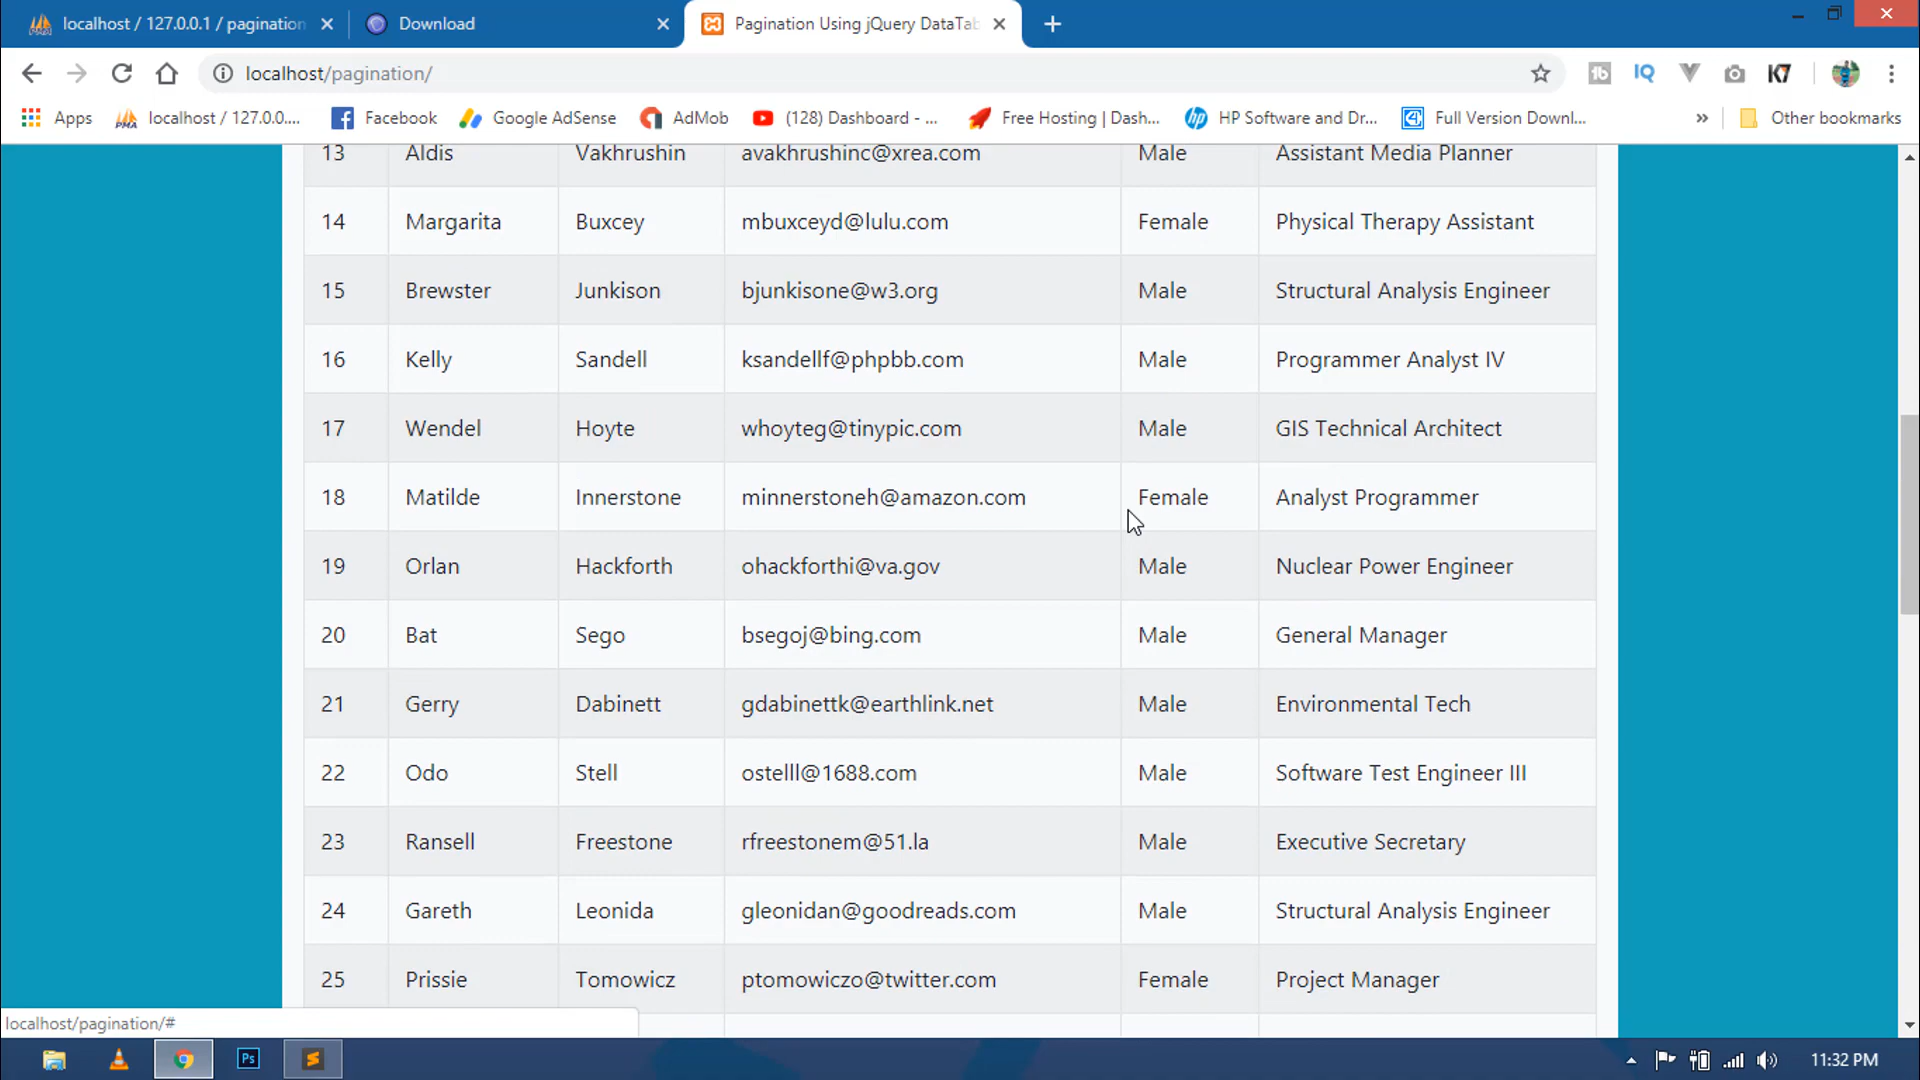 localhost / 127.0.0.1 / pagination
Download
Pagination Using jQuery DataTab
localhost/pagination/
Apps
localhost / 127.0.0....
Facebook
Google AdSense
AdMob
(128) Dashboard - ...
Free Hosting | Dash...
HP Software and Dr...
Full Version Downl...
»
Other bookmarks
13 Aldis Vakhrushin avakhrushinc@xrea.com Male Assistant Media Planner
14 Margarita Buxcey mbuxceyd@lulu.com Female Physical Therapy Assistant
15 Brewster Junkison bjunkisone@w3.org Male Structural Analysis Engineer
16 Kelly Sandell ksandellf@phpbb.com Male Programmer Analyst IV
17 Wendel Hoyte whoyteg@tinypic.com Male GIS Technical Architect
18 Matilde Innerstone minnerstoneh@amazon.com Female Analyst Programmer
19 Orlan Hackforth ohackforthi@va.gov Male Nuclear Power Engineer
20 Bat Sego bsegoj@bing.com Male General Manager
21 Gerry Dabinett gdabinettk@earthlink.net Male Environmental Tech
22 Odo Stell ostelll@1688.com Male Software Test Engineer III
23 Ransell Freestone rfreestonem@51.la Male Executive Secretary
24 Gareth Leonida gleonidan@goodreads.com Male Structural Analysis Engineer
25 Prissie Tomowicz ptomowiczo@twitter.com Female Project Manager
localhost/pagination/#
11:32 PM